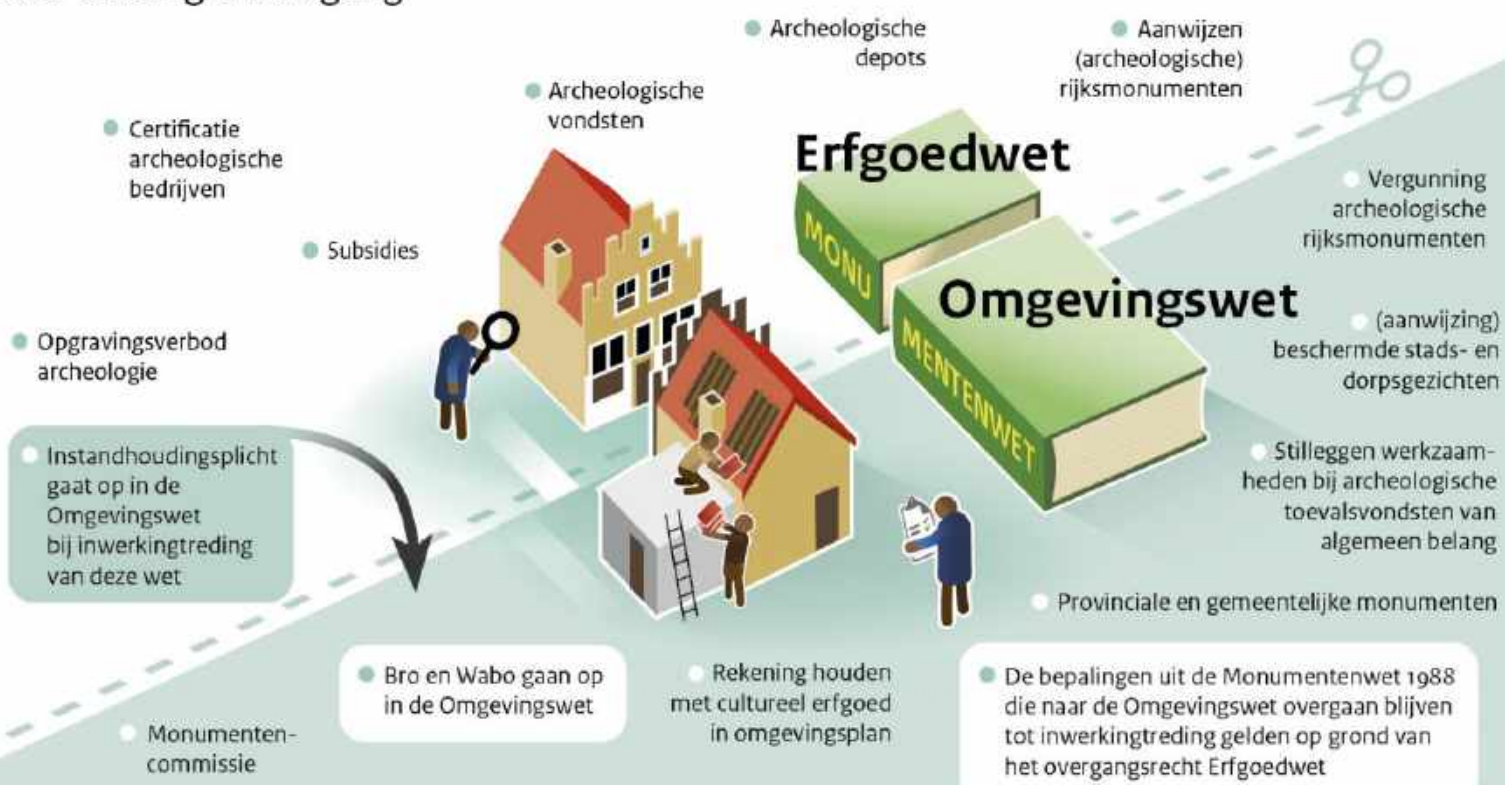 Archeologische
depots
Aanwijzen
(archeologische)
rijksmonumenten
Archeologische
vondsten
Certificatie
archeologische
bedrijven
Erfgoedwet
Vergunning
archeologische
rijksmonumenten
Subsidies
MONU
Omgevingswet
MENTENWET
(aanwijzing)
beschermde stads- en
dorpsgezichten
Opgravingsverbod
archeologie
Instandhoudingsplicht
gaat op in de
Omgevingswet
bij inwerkingtreding
van deze wet
Stilleggen werkzaam-
heden bij archeologische
toevalsvondsten van
algemeen belang
Provinciale en gemeentelijke monumenten
Bro en Wabo gaan op
in de Omgevingswet
Rekening houden
met cultureel erfgoed
in omgevingsplan
De bepalingen uit de Monumentenwet 1988
die naar de Omgevingswet overgaan blijven
tot inwerkingtreding gelden op grond van
het overgangsrecht Erfgoedwet
Monumenten-
commissie